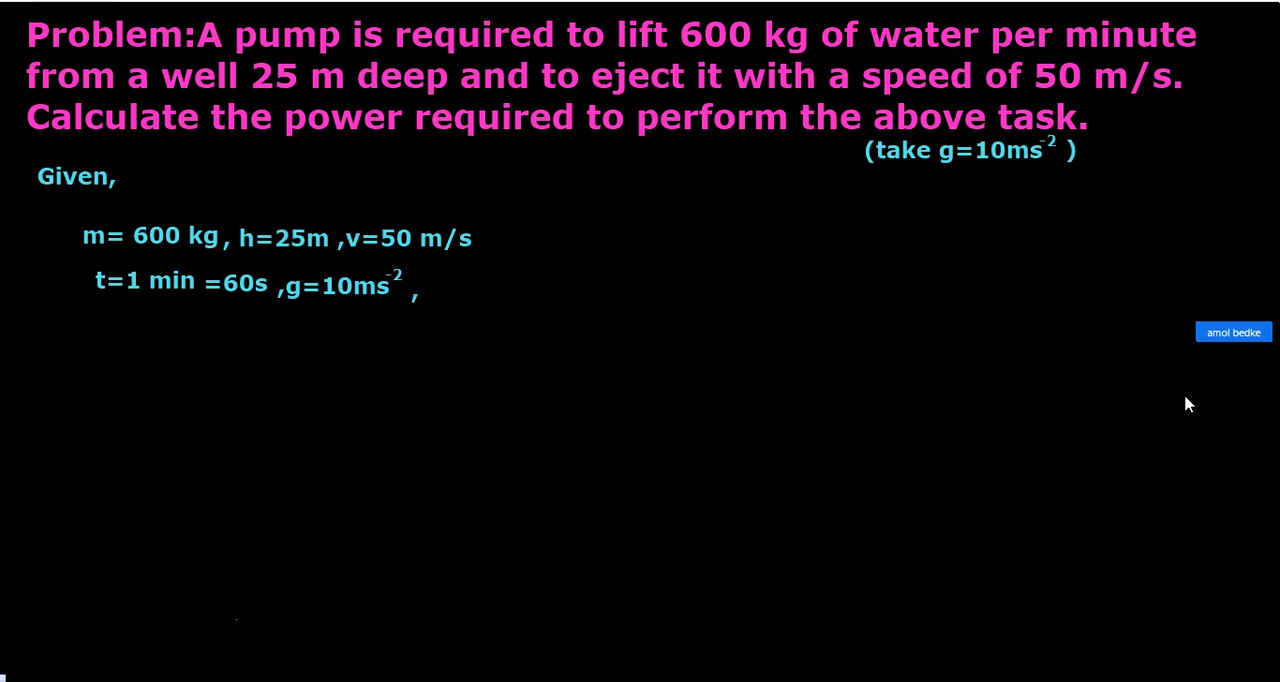 Problem:A pump is required to lift 600 kg of water per minute
from a well 25 m deep and to eject it with a speed of 50 m/s.
Calculate the power required to perform the above task.
(take g=10ms⁻² )
Given,
m= 600 kg, h=25m ,v=50 m/s
t=1 min =60s ,g=10ms⁻² ,
amol bedke